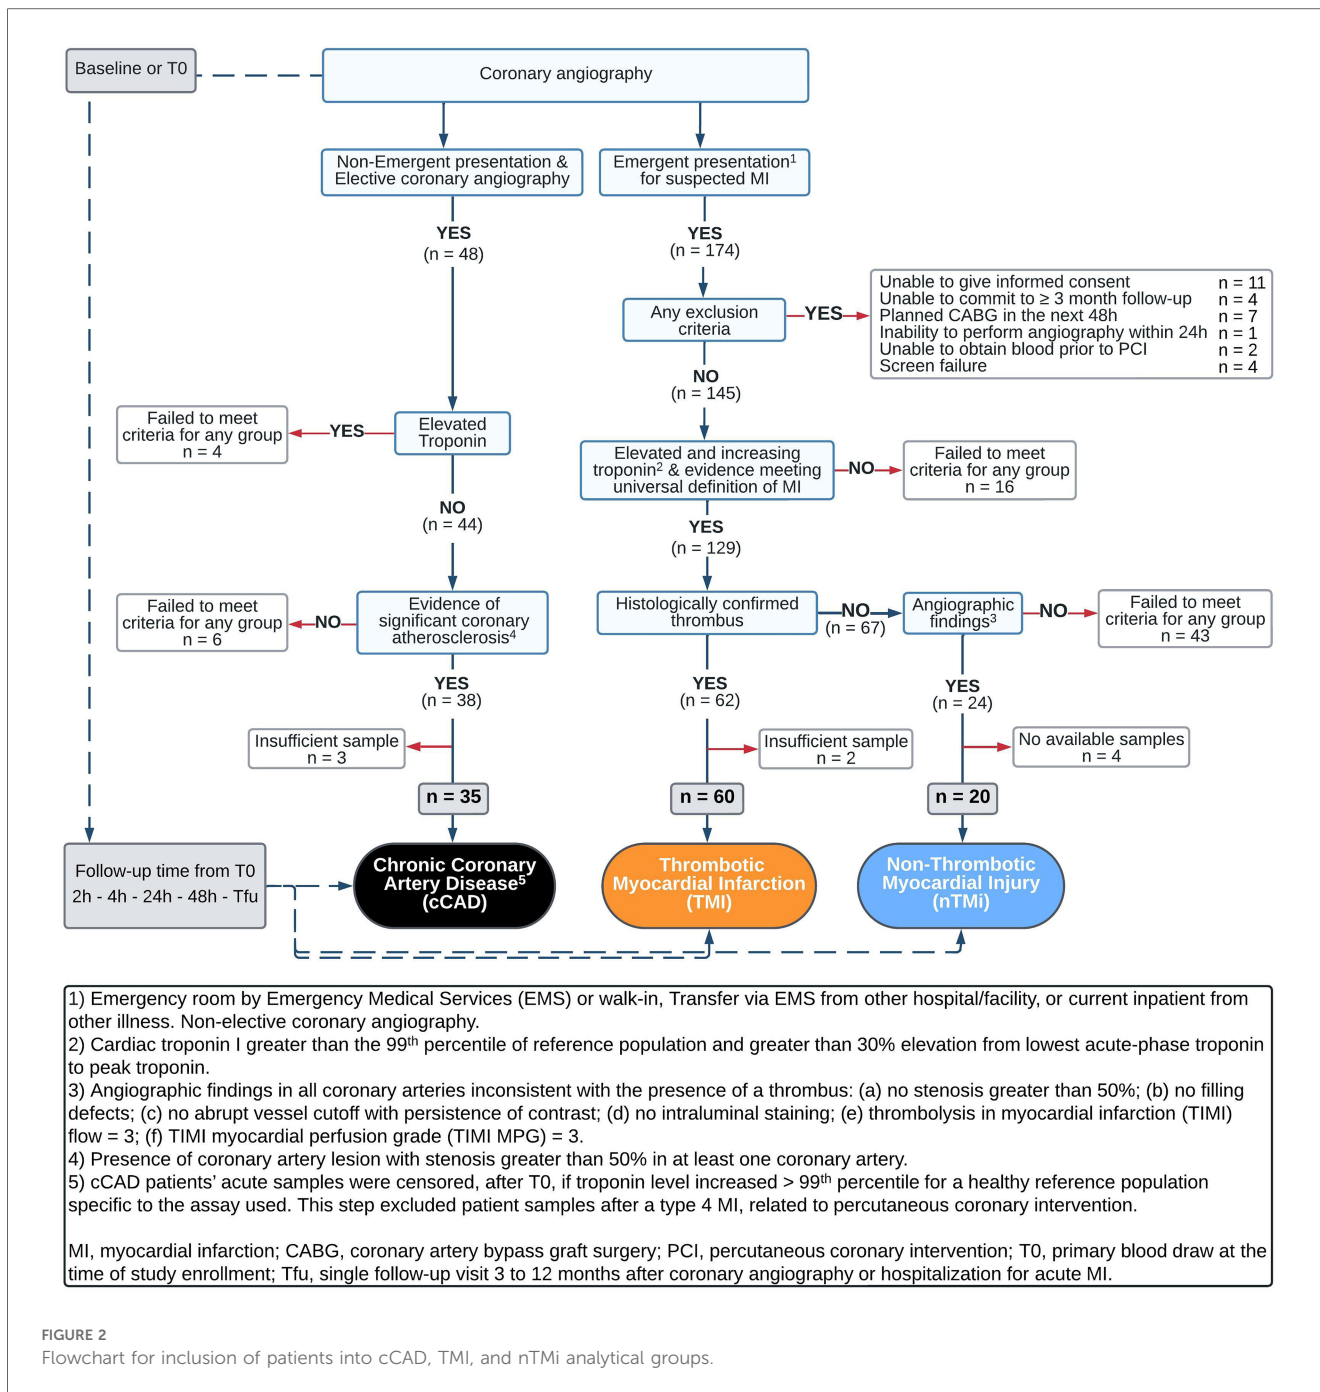 Baseline or T0
Coronary angiography
Non-Emergent presentation &
Elective coronary angiography
Emergent presentation1
for suspected MI
YES
(n = 48)
YES
(n = 174)
Any exclusion
criteria
YES
Unable to give informed consent n = 11
Unable to commit to ≥ 3 month follow-up n = 4
Planned CABG in the next 48h n = 7
Inability to perform angiography within 24h n = 1
Unable to obtain blood prior to PCI n = 2
Screen failure n = 4
NO
(n = 145)
Failed to meet
criteria for any group
n = 4
YES
Elevated
Troponin
Elevated and increasing
troponin2 & evidence meeting
universal definition of MI
NO
Failed to meet
criteria for any group
n = 16
NO
(n = 44)
YES
(n = 129)
Failed to meet
criteria for any group
n = 6
NO
Evidence of
significant coronary
atherosclerosis4
Histologically confirmed
thrombus
NO
(n = 67)
Angiographic
findings3
NO
Failed to meet
criteria for any group
n = 43
YES
(n = 38)
YES
(n = 62)
YES
(n = 24)
Insufficient sample
n = 3
Insufficient sample
n = 2
No available samples
n = 4
n = 35
n = 60
n = 20
Follow-up time from T0
2h - 4h - 24h - 48h - Tfu
Chronic Coronary
Artery Disease5
(cCAD)
Thrombotic
Myocardial Infarction
(TMI)
Non-Thrombotic
Myocardial Injury
(nTMi)
1) Emergency room by Emergency Medical Services (EMS) or walk-in, Transfer via EMS from other hospital/facility, or current inpatient from
other illness. Non-elective coronary angiography.
2) Cardiac troponin I greater than the 99th percentile of reference population and greater than 30% elevation from lowest acute-phase troponin
to peak troponin.
3) Angiographic findings in all coronary arteries inconsistent with the presence of a thrombus: (a) no stenosis greater than 50%; (b) no filling
defects; (c) no abrupt vessel cutoff with persistence of contrast; (d) no intraluminal staining; (e) thrombolysis in myocardial infarction (TIMI)
flow = 3; (f) TIMI myocardial perfusion grade (TIMI MPG) = 3.
4) Presence of coronary artery lesion with stenosis greater than 50% in at least one coronary artery.
5) cCAD patients' acute samples were censored, after T0, if troponin level increased > 99th percentile for a healthy reference population
specific to the assay used. This step excluded patient samples after a type 4 MI, related to percutaneous coronary intervention.
MI, myocardial infarction; CABG, coronary artery bypass graft surgery; PCI, percutaneous coronary intervention; T0, primary blood draw at the
time of study enrollment; Tfu, single follow-up visit 3 to 12 months after coronary angiography or hospitalization for acute MI.
FIGURE 2
Flowchart for inclusion of patients into cCAD, TMI, and nTMi analytical groups.